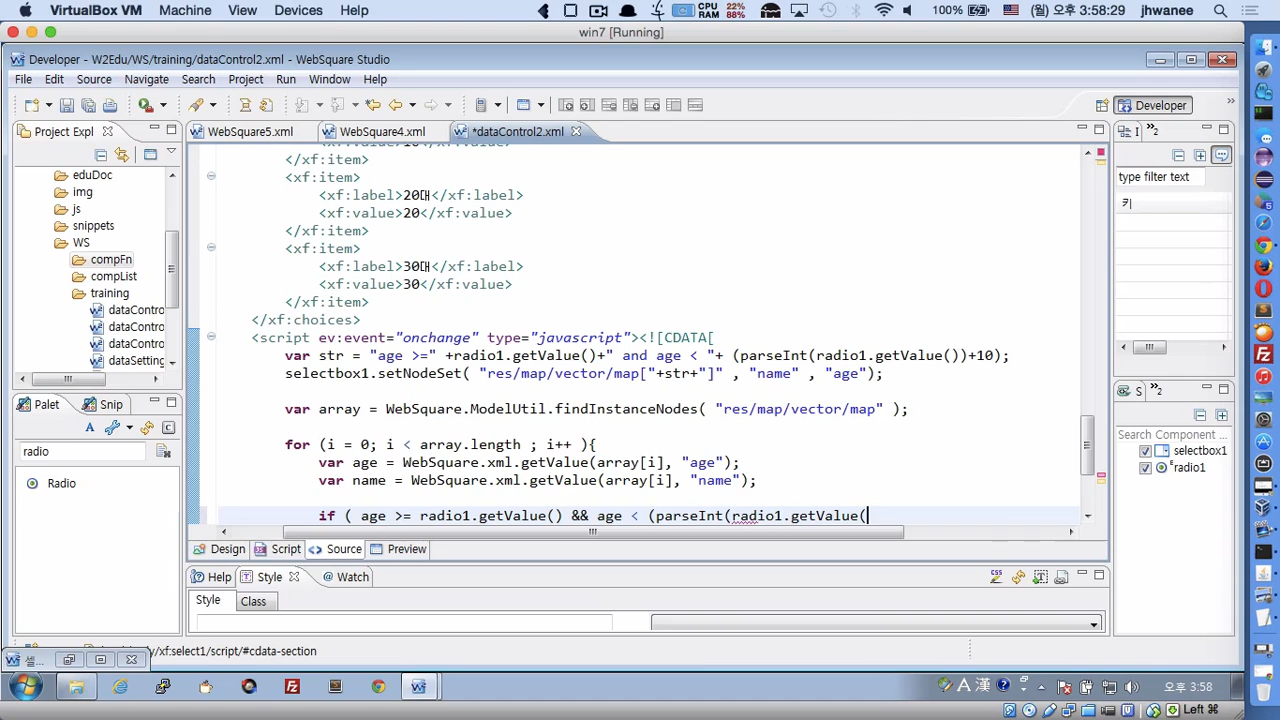 VirtualBox VM Machine View Devices Help CPU 22% RAM 88% 100% (월) 오후 3:58:29 jhwanee
win7 [Running]
Developer - W2Edu/WS/training/dataControl2.xml - WebSquare Studio
File Edit Source Navigate Search Project Run Window Help
Developer
Project Expl WebSquare5.xml WebSquare4.xml *dataControl2.xml
eduDoc
img
js
snippets
WS
compFn
compList
training
dataContro
dataContro
dataContro
dataSetting
</xf:item>
<xf:item>
<xf:label>20대</xf:label>
<xf:value>20</xf:value>
</xf:item>
<xf:item>
<xf:label>30대</xf:label>
<xf:value>30</xf:value>
</xf:item>
</xf:choices>
<script ev:event="onchange" type="javascript"><![CDATA[
var str = "age >=" +radio1.getValue()+" and age < "+ (parseInt(radio1.getValue())+10);
selectbox1.setNodeSet( "res/map/vector/map["+str+"]" , "name" , "age");
var array = WebSquare.ModelUtil.findInstanceNodes( "res/map/vector/map" );
for (i = 0; i < array.length ; i++ ){
var age = WebSquare.xml.getValue(array[i], "age");
var name = WebSquare.xml.getValue(array[i], "name");
if ( age >= radio1.getValue() && age < (parseInt(radio1.getValue(
type filter text
키
Palet Snip
radio
Radio
Search Component
selectbox1
radio1
Design Script Source Preview
Help Style Watch
Style Class
/xf:select1/script/#cdata-section
셀..
A 漢
오후 3:58
Left ⌘